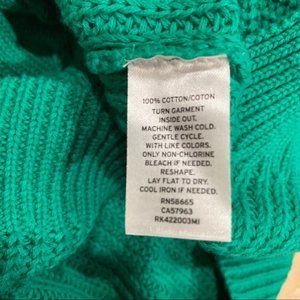 100% COTTON/COTON
TURN GARMENT
INSIDE OUT.
MACHINE WASH COLD.
GENTLE CYCLE.
WITH LIKE COLORS.
ONLY NON-CHLORINE
BLEACH IF NEEDED.
RESHAPE.
LAY FLAT TO DRY.
COOL IRON IF NEEDED.
RN58665
CA57963
RK422003MI